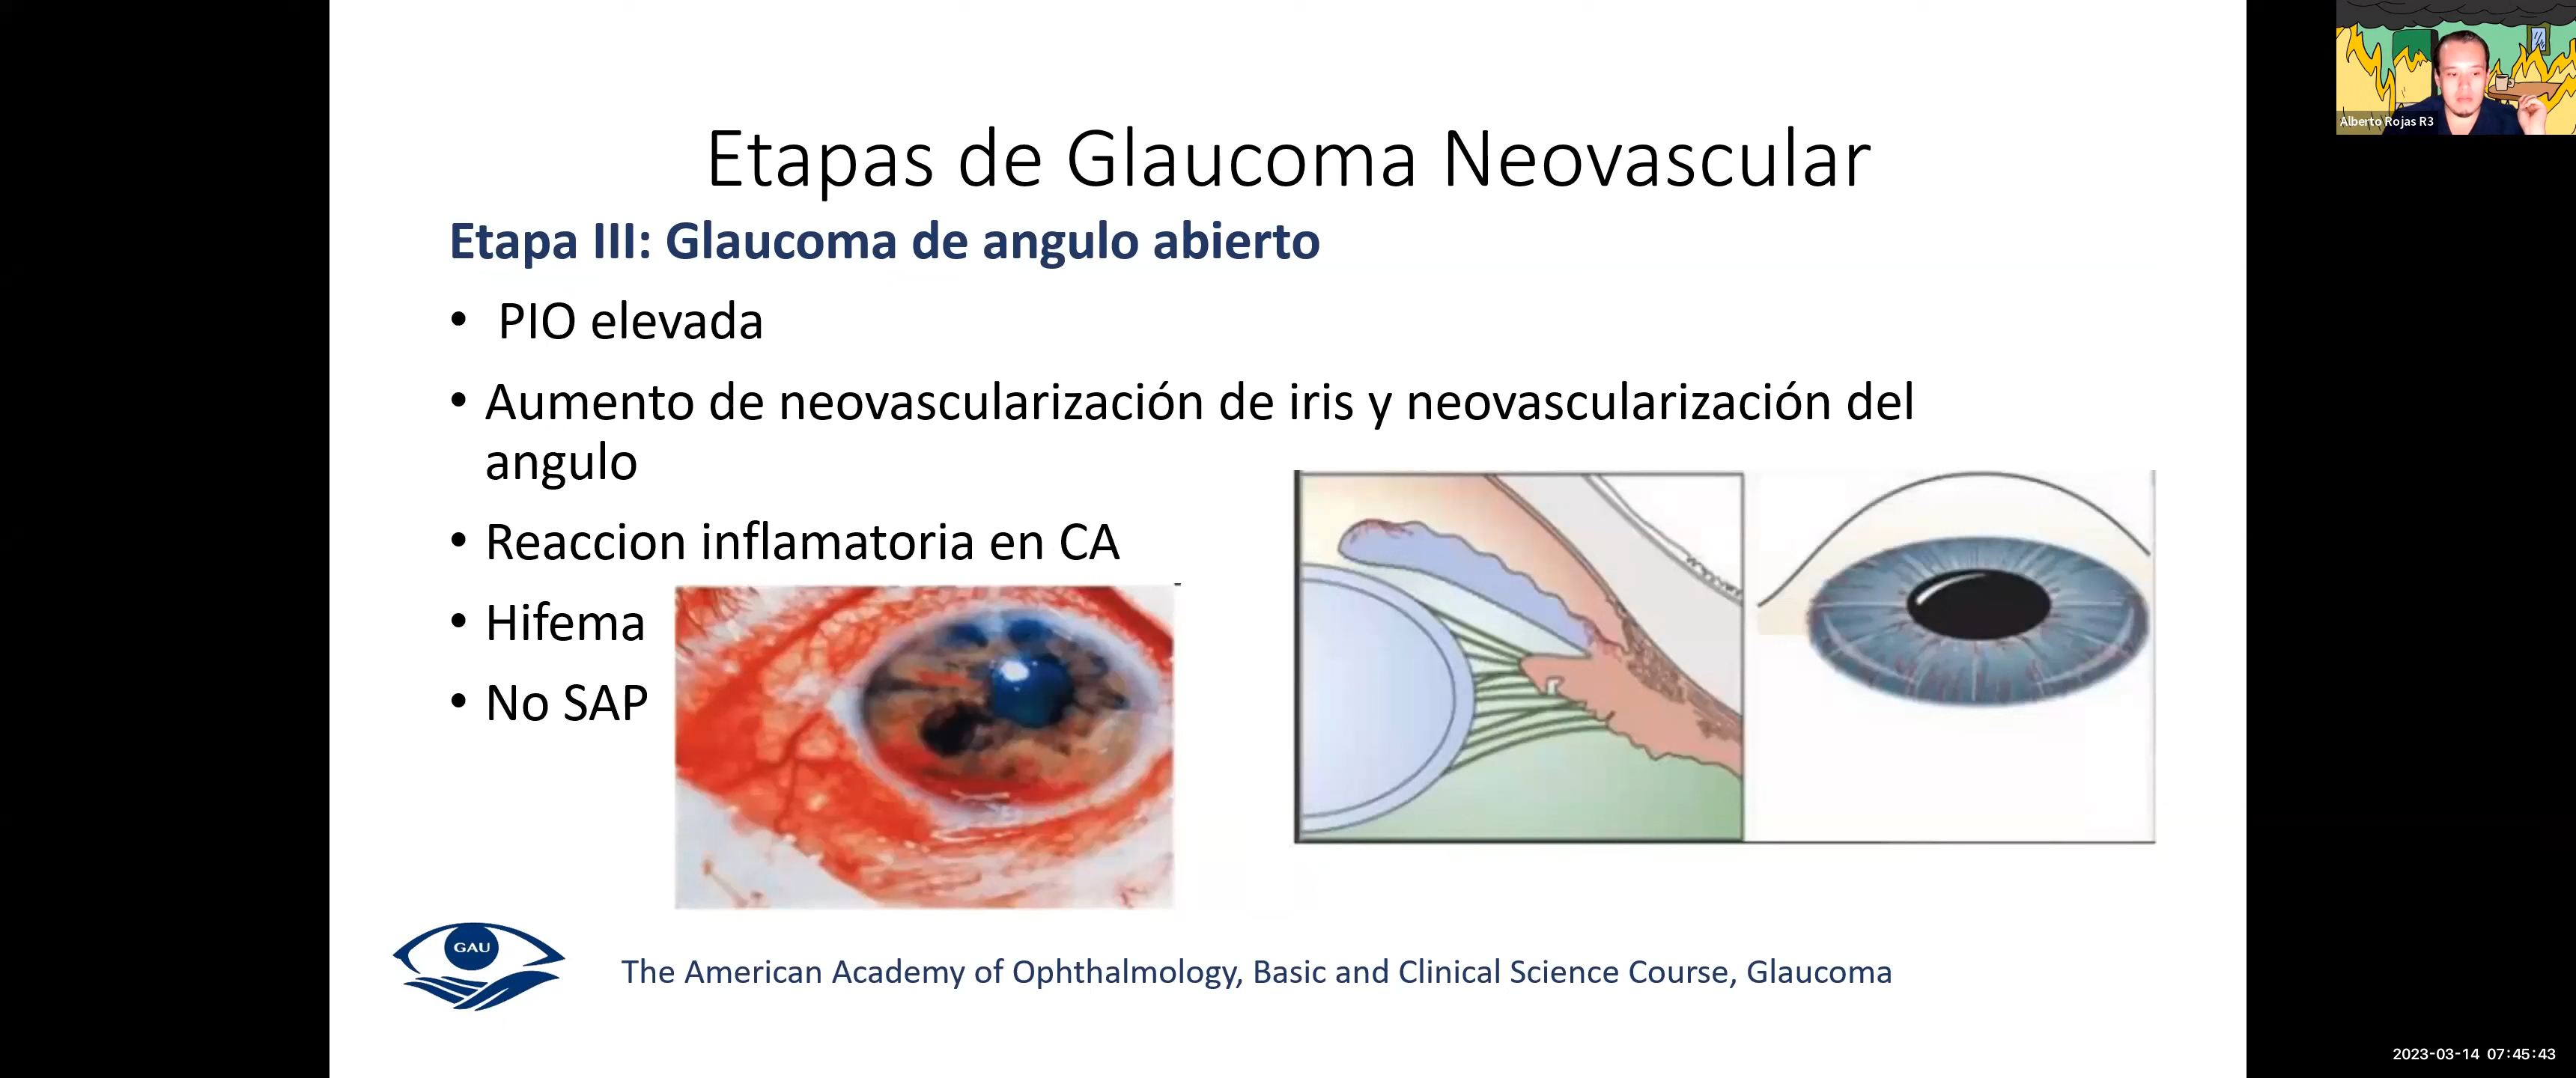 Etapas de Glaucoma Neovascular
Etapa III: Glaucoma de angulo abierto
• PIO elevada
• Aumento de neovascularización de iris y neovascularización del
angulo
• Reaccion inflamatoria en CA
• Hifema
• No SAP
GAU
The American Academy of Ophthalmology, Basic and Clinical Science Course, Glaucoma
Alberto Rojas R3
2023-03-14 07:45:43